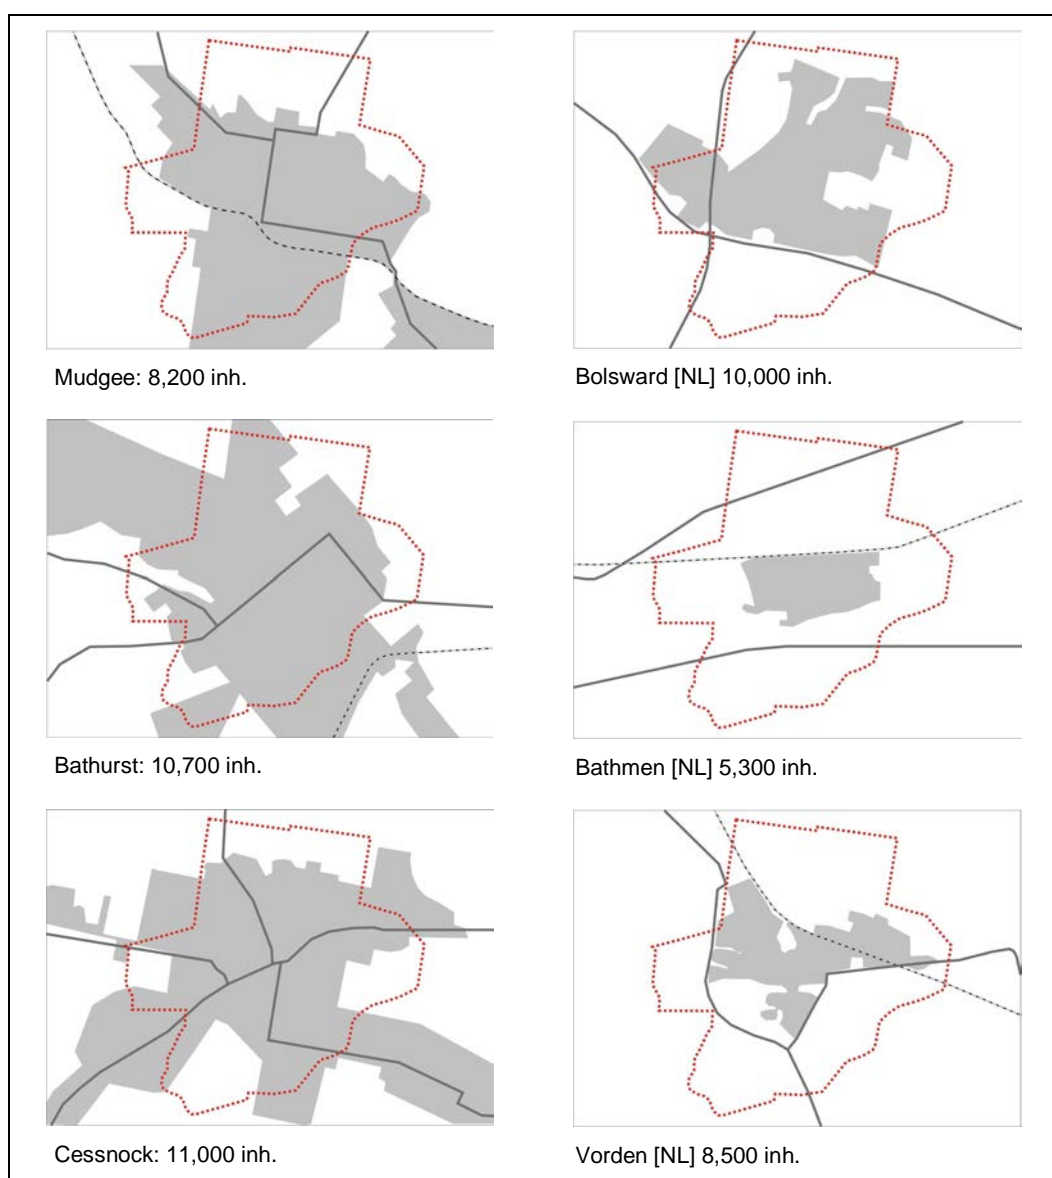 Mudgee: 8,200 inh.
Bolsward [NL] 10,000 inh.
Bathurst: 10,700 inh.
Bathmen [NL] 5,300 inh.
Cessnock: 11,000 inh.
Vorden [NL] 8,500 inh.